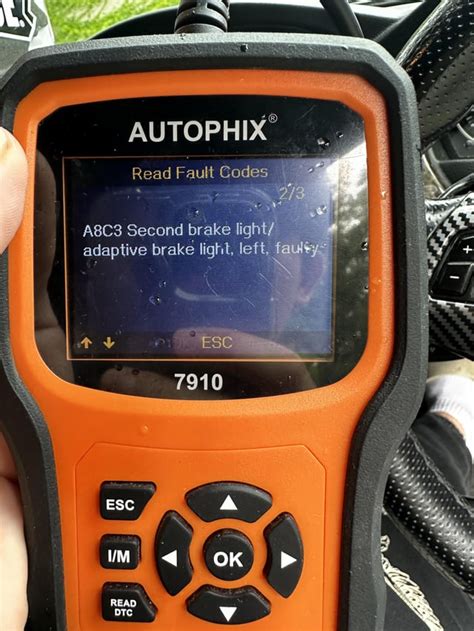 SE.
AUTOPHIX®
Read Fault Codes
2/3
A8C3 Second brake light/
adaptive brake light, left, faulty
ESC
7910
ESC
I/M
OK
READ
DTC